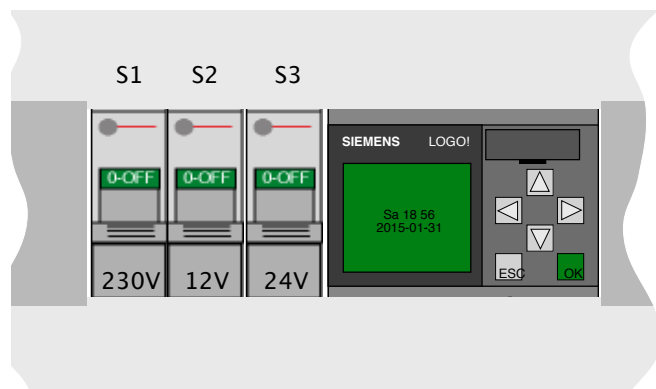 S1 S2 S3
SIEMENS LOGO!
0-OFF 0-OFF 0-OFF
Sa 18 56
2015-01-31
230V 12V 24V
ESC OK